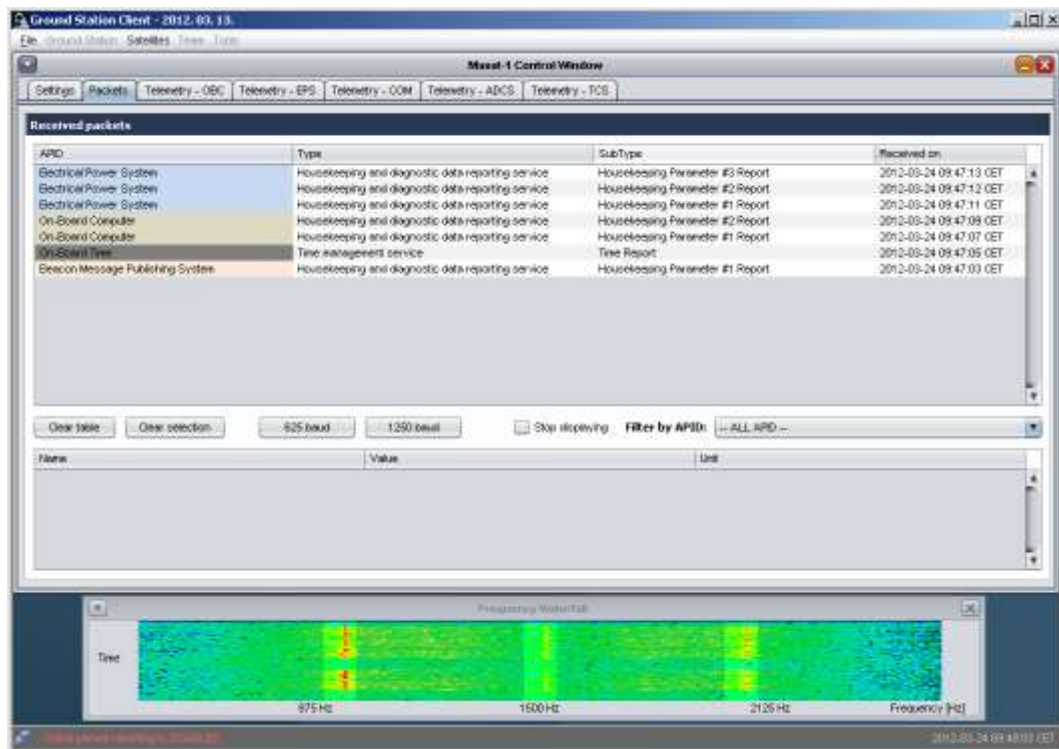 Ground Station Client - 2012. 03. 13.
File Ground Station Satellites Team Tools
Masat-1 Control Window
Settings Packets Telemetry - OBC Telemetry - EPS Telemetry - COM Telemetry - ADCS Telemetry - TCS
Received packets
APID Type SubType Received on
Electrical Power System Housekeeping and diagnostic data reporting service Housekeeping Parameter #3 Report 2012-03-24 09:47:13 CET
Electrical Power System Housekeeping and diagnostic data reporting service Housekeeping Parameter #2 Report 2012-03-24 09:47:12 CET
Electrical Power System Housekeeping and diagnostic data reporting service Housekeeping Parameter #1 Report 2012-03-24 09:47:11 CET
On-Board Computer Housekeeping and diagnostic data reporting service Housekeeping Parameter #2 Report 2012-03-24 09:47:09 CET
On-Board Computer Housekeeping and diagnostic data reporting service Housekeeping Parameter #1 Report 2012-03-24 09:47:07 CET
On-Board Time Time management service Time Report 2012-03-24 09:47:05 CET
Beacon Message Publishing System Housekeeping and diagnostic data reporting service Housekeeping Parameter #1 Report 2012-03-24 09:47:03 CET
Clear table Clear selection 625 baud 1250 baud Stop displaying Filter by APID: -- ALL APID --
Name Value Unit
Frequency Waterfall
Time
875 Hz 1500 Hz 2125 Hz Frequency [Hz]
2012-03-24 09:48:03 CET